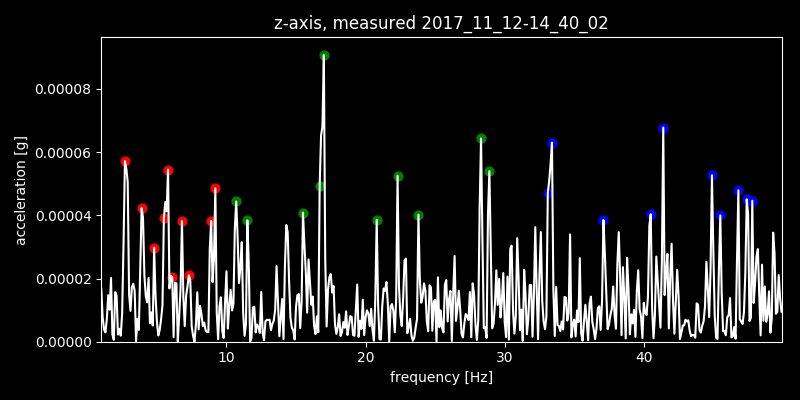 z-axis, measured 2017_11_12-14_40_02
0.00008
0.00006
0.00004
0.00002
0.00000
acceleration [g]
10 20 30 40
frequency [Hz]